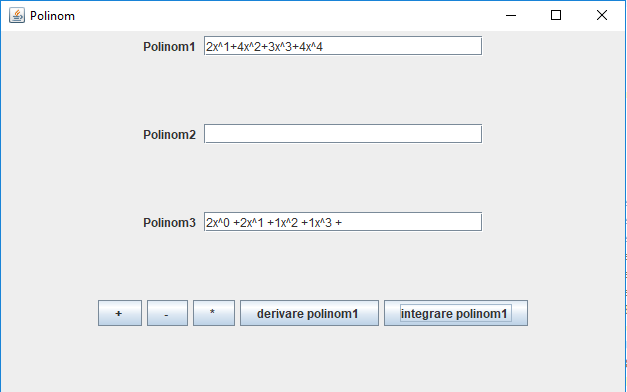 Polinom
Polinom1 2x^1+4x^2+3x^3+4x^4
Polinom2
Polinom3 2x^0 +2x^1 +1x^2 +1x^3 +
+ - * derivare polinom1 integrare polinom1